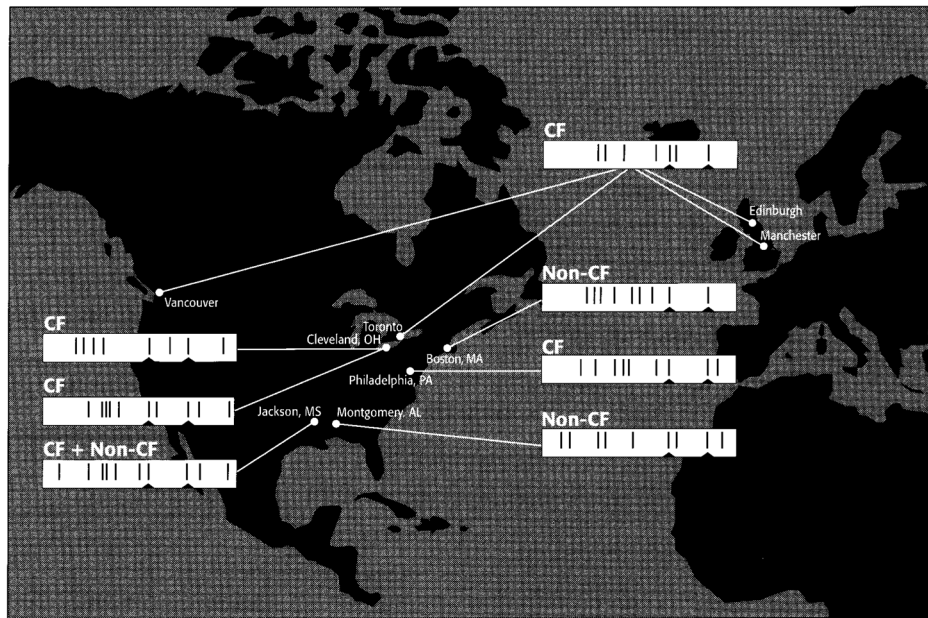 CF
Edinburgh
Manchester
Vancouver
Non-CF
CF
Toronto
Cleveland, OH
Boston, MA
CF
Philadelphia, PA
CF
Jackson, MS
Montgomery, AL
Non-CF
CF + Non-CF